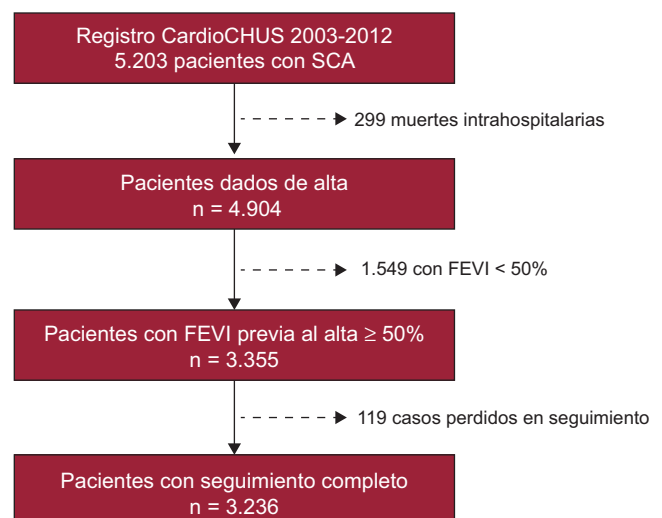 Registro CardioCHUS 2003-2012
5.203 pacientes con SCA
299 muertes intrahospitalarias
Pacientes dados de alta
n = 4.904
1.549 con FEVI < 50%
Pacientes con FEVI previa al alta ≥ 50%
n = 3.355
119 casos perdidos en seguimiento
Pacientes con seguimiento completo
n = 3.236